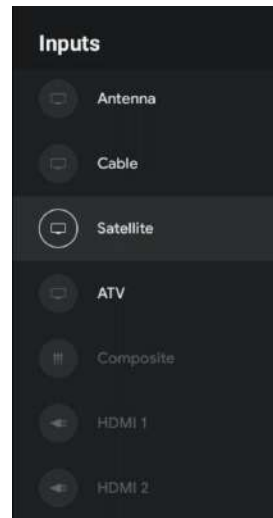 Inputs
Antenna
Cable
Satellite
ATV
Composite
HDMI 1
HDMI 2